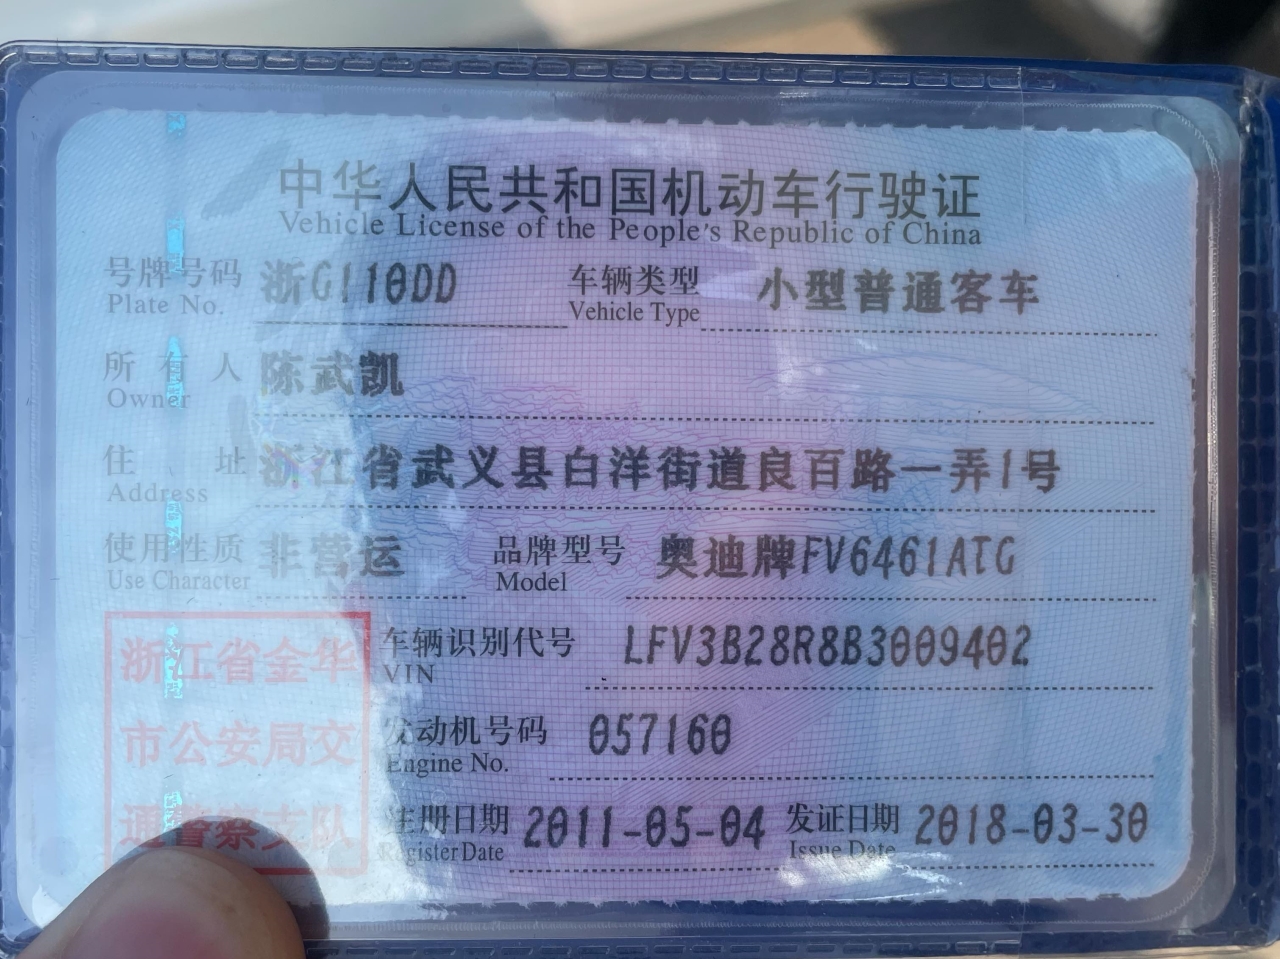 中华人民共和国机动车行驶证
Vehicle License of the People's Republic of China
号牌号码 浙G110DD 车辆类型 小型普通客车
Plate No. Vehicle Type
所有人 陈武凯
Owner
住址 浙江省武义县白洋街道良百路一弄1号
Address
使用性质 非营运 品牌型号 奥迪牌FV6461ATG
Use Character Model
车辆识别代号 LFV3B28R8B3009402
VIN
发动机号码 057160
Engine No.
注册日期 2011-05-04 发证日期 2018-03-30
Register Date Issue Date
浙江省金华
市公安局交
通警察支队